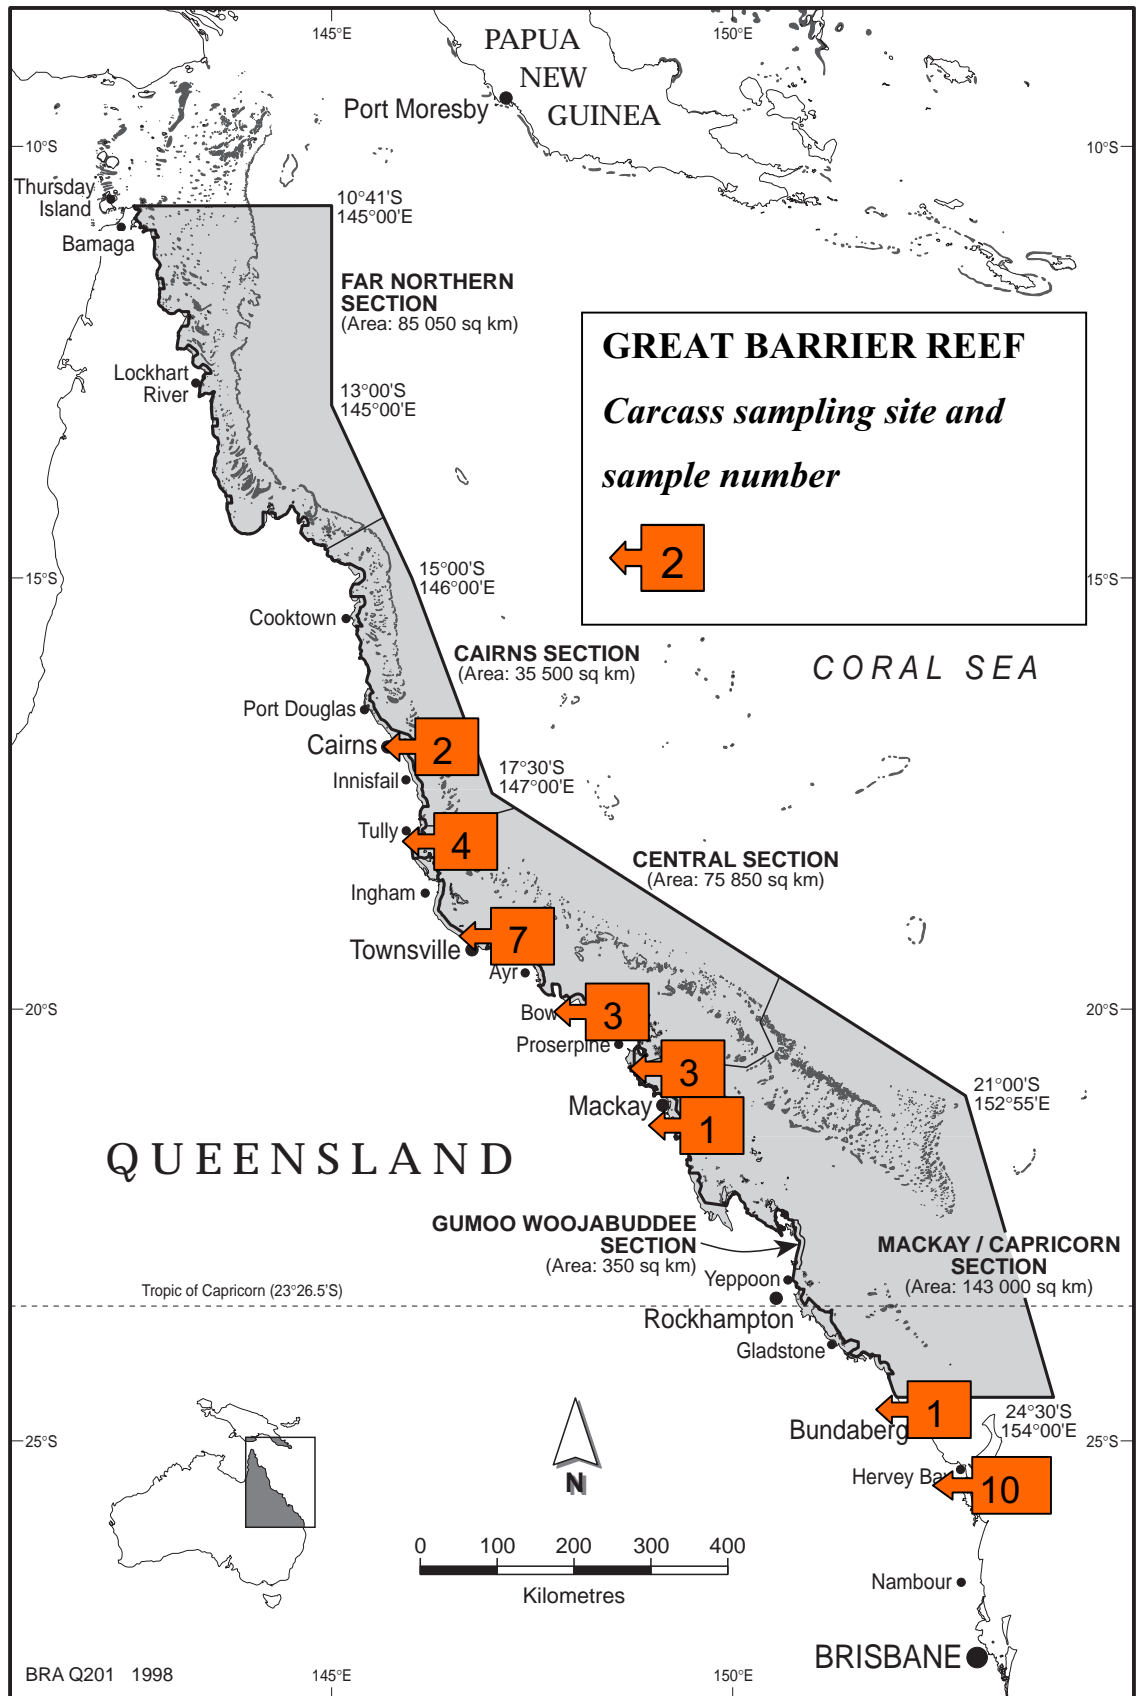 145°E
150°E
PAPUA
NEW
GUINEA
Port Moresby
10°S
10°S
Thursday
Island
Bamaga
10°41'S
145°00'E
FAR NORTHERN
SECTION
(Area: 85 050 sq km)
GREAT BARRIER REEF
Carcass sampling site and
sample number
2
Lockhart
River
13°00'S
145°00'E
15°S
15°00'S
146°00'E
15°S
Cooktown
CAIRNS SECTION
(Area: 35 500 sq km)
CORAL SEA
Port Douglas
Cairns
2
Innisfail
17°30'S
147°00'E
Tully
4
CENTRAL SECTION
(Area: 75 850 sq km)
Ingham
Townsville
7
Ayr
20°S
Bow
3
20°S
Proserpine
3
Mackay
1
21°00'S
152°55'E
QUEENSLAND
GUMOO WOOJABUDDEE
SECTION
(Area: 350 sq km)
MACKAY / CAPRICORN
SECTION
(Area: 143 000 sq km)
Yeppoon
Tropic of Capricorn (23°26.5'S)
Rockhampton
Gladstone
1
24°30'S
154°00'E
Bundaberg
25°S
25°S
Hervey Bay
10
N
0 100 200 300 400
Kilometres
Nambour
BRISBANE
BRA Q201 1998
145°E
150°E